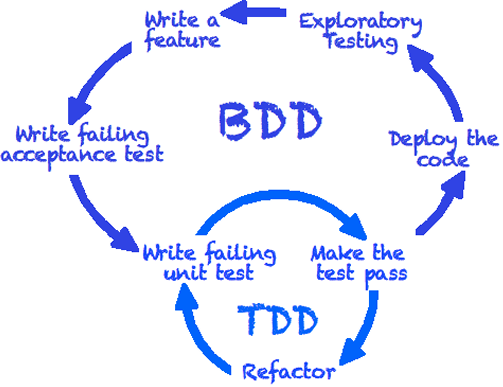 Write a
feature
Exploratory
Testing
BDD
Write failing
acceptance test
Deploy the
code
Write failing
unit test
Make the
test pass
TDD
Refactor